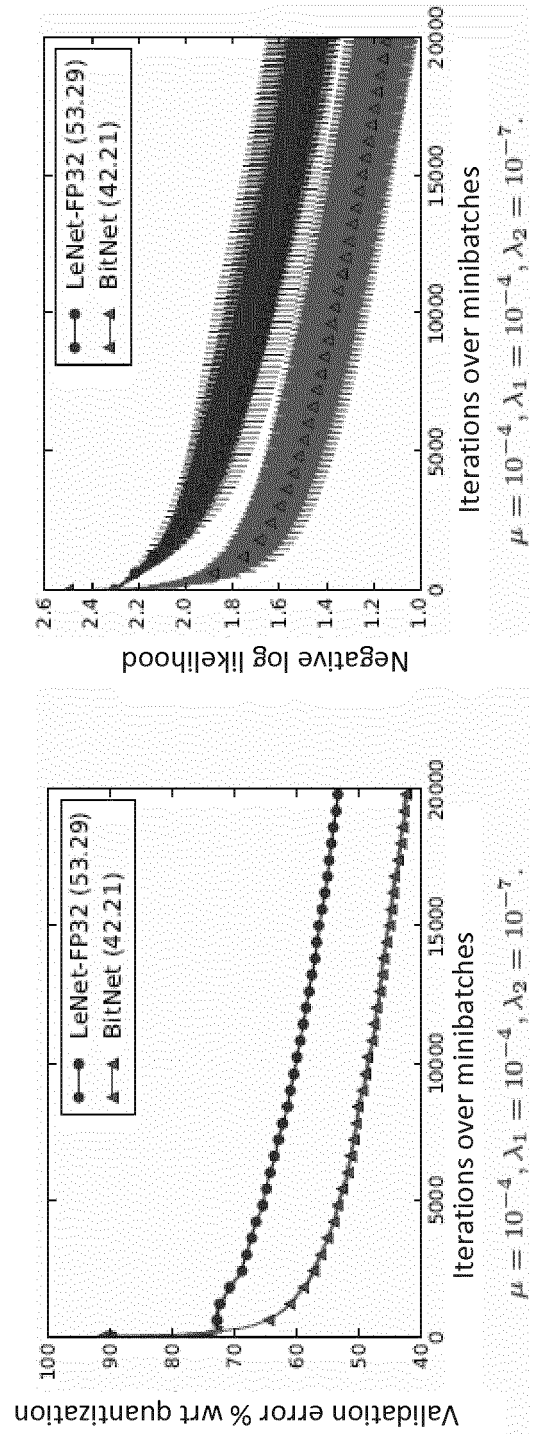 Validation error % wrt quantization
100
90
80
70
60
50
40
LeNet-FP32 (53.29)
BitNet (42.21)
0
5000
10000
15000
20000
Iterations over minibatches
μ = 10⁻⁴, λ₁ = 10⁻⁴, λ₂ = 10⁻⁷.
Negative log likelihood
2.6
2.4
2.2
2.0
1.8
1.6
1.4
1.2
1.0
LeNet-FP32 (53.29)
BitNet (42.21)
0
5000
10000
15000
20000
Iterations over minibatches
μ = 10⁻⁴, λ₁ = 10⁻⁴, λ₂ = 10⁻⁷.